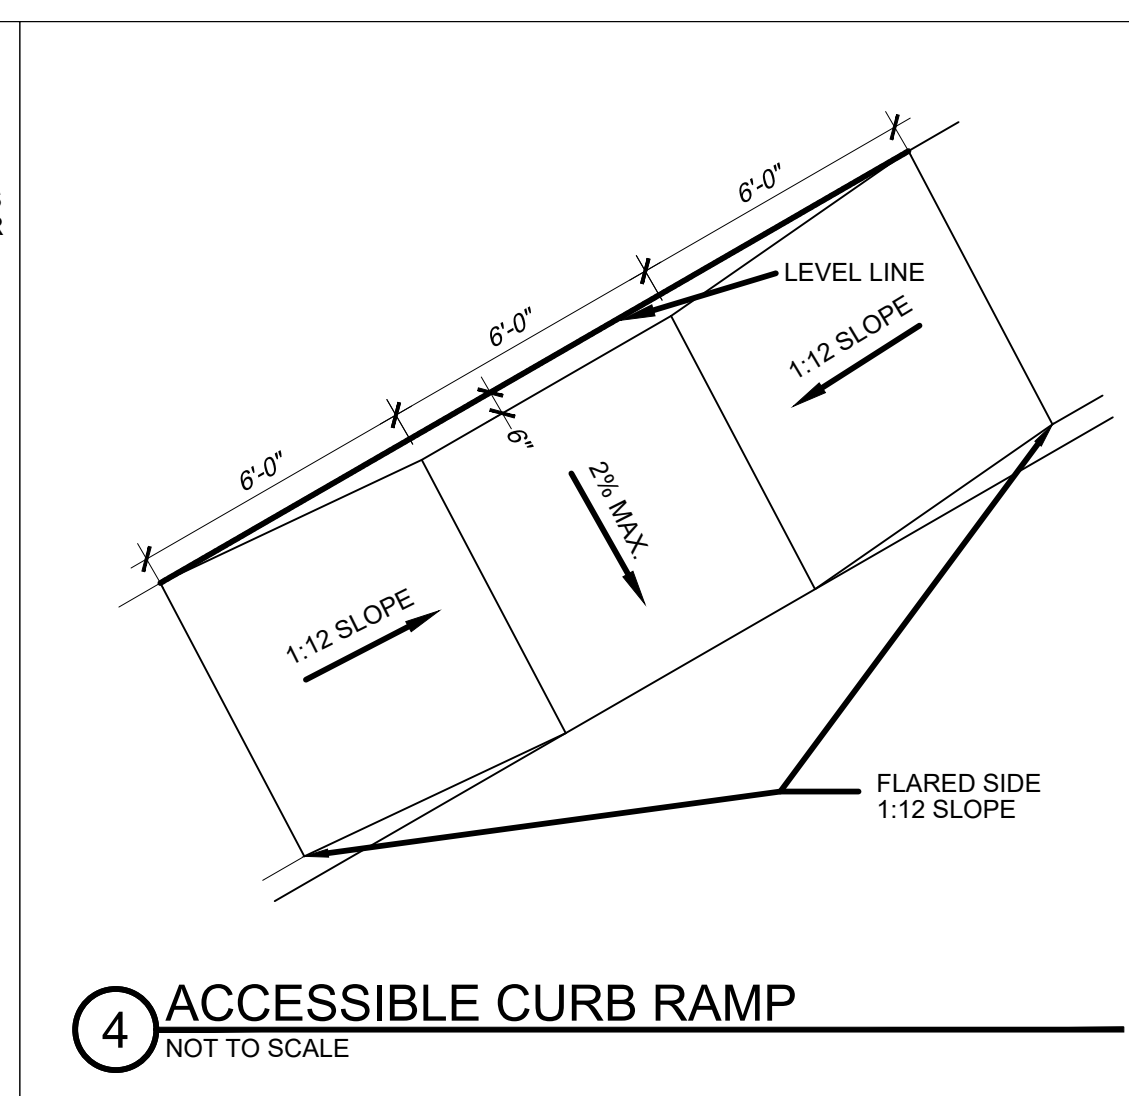 6'-0"
LEVEL LINE
1:12 SLOPE
6'-0"
6"
2% MAX.
6'-0"
1:12 SLOPE
FLARED SIDE
1:12 SLOPE
4
ACCESSIBLE CURB RAMP
NOT TO SCALE